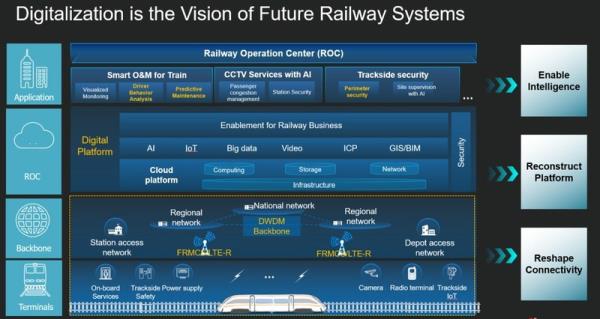 Digitalization is the Vision of Future Railway Systems
Railway Operation Center (ROC)
Application
Smart O&M for Train
Visualized
Monitoring
Driver
Behavior
Analysis
Predictive
Maintenance
CCTV Services with AI
Passenger
congestion
management
Station Security
Trackside security
Perimeter
security
Site supervision
with AI
...
Enable
Intelligence
ROC
Digital
Platform
Enablement for Railway Business
AI
IoT
Big data
Video
ICP
GIS/BIM
Cloud
platform
Computing
Storage
Network
Infrastructure
Security
Reconstruct
Platform
Backbone
National network
Regional
network
DWDM
Backbone
Regional
network
Station access
network
FRMCS/LTE-R
FRMCS/LTE-R
Depot access
network
Reshape
Connectivity
Terminals
On-board
Services
Trackside
Safety
Power supply
...
Camera
Radio terminal
Trackside
IoT